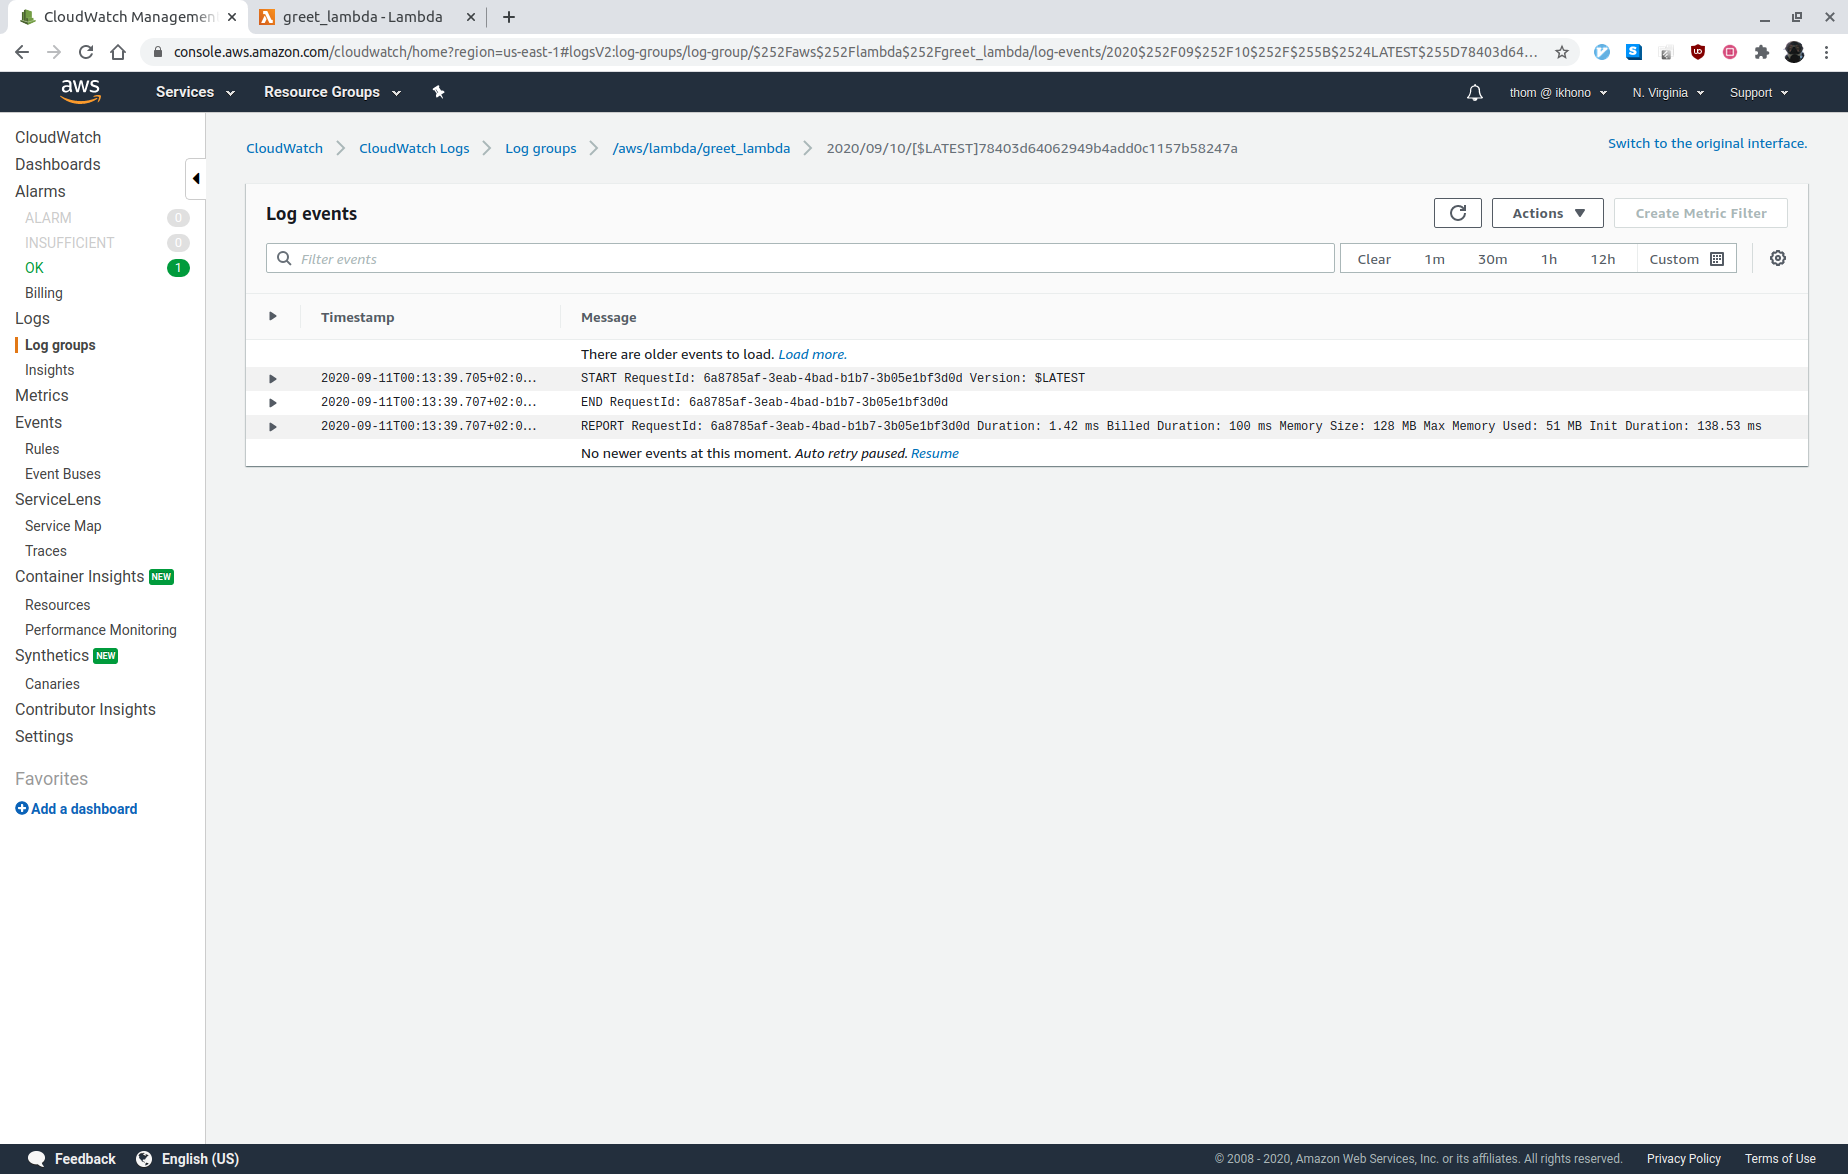 CloudWatch Managemen
greet_lambda - Lambda
console.aws.amazon.com/cloudwatch/home?region=us-east-1#logsV2:log-groups/log-group/$252Faws$252Flambda$252Fgreet_lambda/log-events/2020$252F09$252F10$252F$255B$2524LATEST$255D78403d64...
aws
Services
Resource Groups
thom @ ikhono
N. Virginia
Support
CloudWatch
Dashboards
Alarms
ALARM 0
INSUFFICIENT 0
OK 1
Billing
Logs
Log groups
Insights
Metrics
Events
Rules
Event Buses
ServiceLens
Service Map
Traces
Container Insights NEW
Resources
Performance Monitoring
Synthetics NEW
Canaries
Contributor Insights
Settings
Favorites
Add a dashboard
CloudWatch
CloudWatch Logs
Log groups
/aws/lambda/greet_lambda
2020/09/10/[$LATEST]78403d64062949b4add0c1157b58247a
Switch to the original interface.
Log events
Actions
Create Metric Filter
Filter events
Clear 1m 30m 1h 12h Custom
Timestamp Message
There are older events to load. Load more.
2020-09-11T00:13:39.705+02:0... START RequestId: 6a8785af-3eab-4bad-b1b7-3b05e1bf3d0d Version: $LATEST
2020-09-11T00:13:39.707+02:0... END RequestId: 6a8785af-3eab-4bad-b1b7-3b05e1bf3d0d
2020-09-11T00:13:39.707+02:0... REPORT RequestId: 6a8785af-3eab-4bad-b1b7-3b05e1bf3d0d Duration: 1.42 ms Billed Duration: 100 ms Memory Size: 128 MB Max Memory Used: 51 MB Init Duration: 138.53 ms
No newer events at this moment. Auto retry paused. Resume
Feedback
English (US)
© 2008 - 2020, Amazon Web Services, Inc. or its affiliates. All rights reserved.
Privacy Policy
Terms of Use